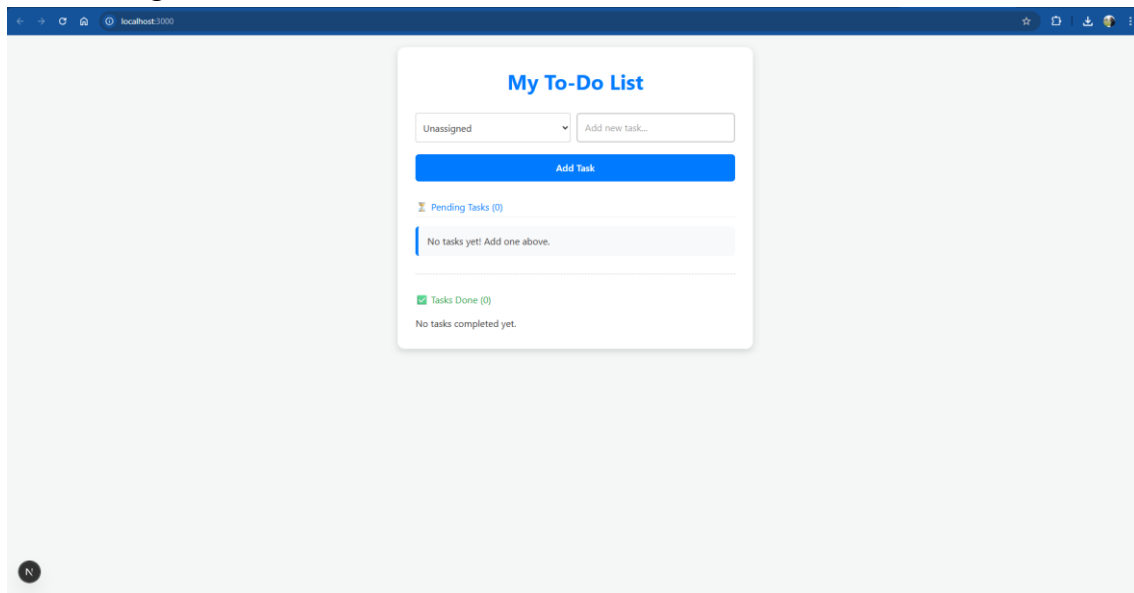 localhost:3000
My To-Do List
Unassigned
Add new task...
Add Task
Pending Tasks (0)
No tasks yet! Add one above.
Tasks Done (0)
No tasks completed yet.
N